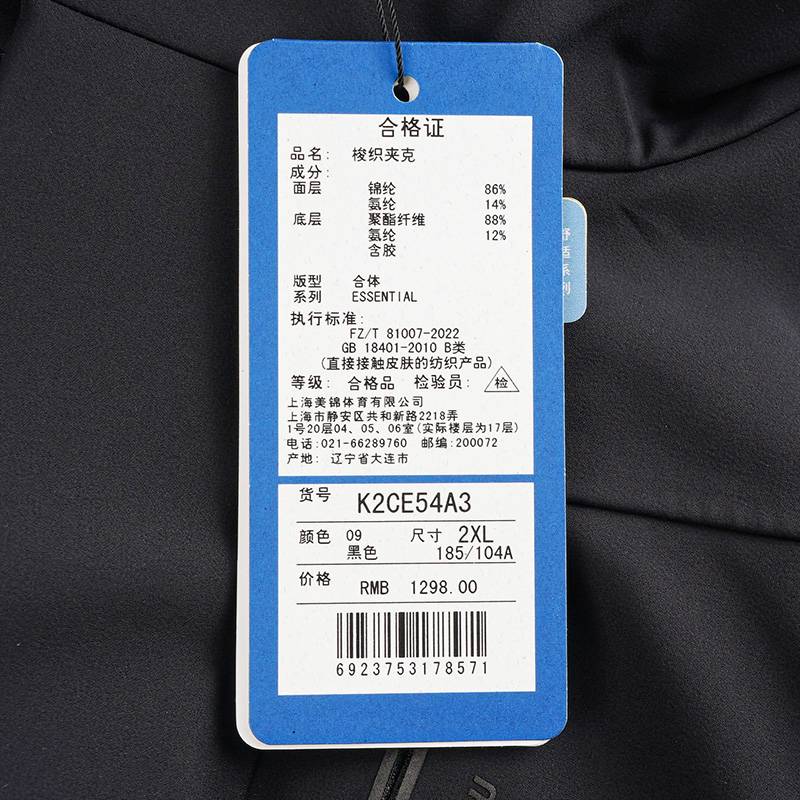 合格证
品名: 梭织夹克
成分:
面层 锦纶 86%
氨纶 14%
底层 聚酯纤维 88%
氨纶 12%
含胶
版型 合体
系列 ESSENTIAL
执行标准:
FZ/T 81007-2022
GB 18401-2010 B类
(直接接触皮肤的纺织产品)
等级: 合格品 检验员: 检
上海美锦体育有限公司
上海市静安区共和新路2218弄
1号20层04、05、06室(实际楼层为17层)
电话:021-66289760 邮编:200072
产地: 辽宁省大连市
货号 K2CE54A3
颜色 09 尺寸 2XL
黑色 185/104A
价格 RMB 1298.00
6923753178571
舒适系列